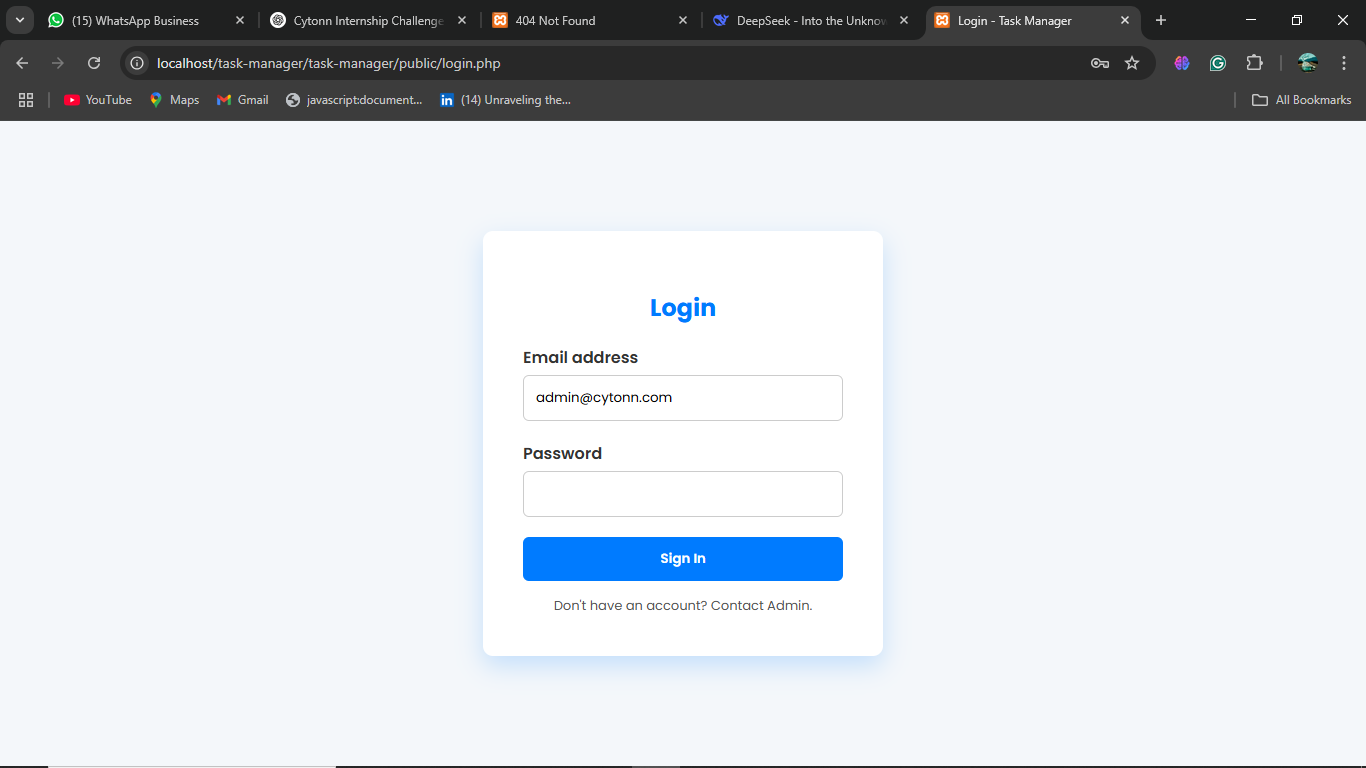 (15) WhatsApp Business
Cytonn Internship Challenge
404 Not Found
DeepSeek - Into the Unknow
Login - Task Manager
localhost/task-manager/task-manager/public/login.php
YouTube
Maps
Gmail
javascript:document...
(14) Unraveling the...
All Bookmarks
Login
Email address
admin@cytonn.com
Password
Sign In
Don't have an account? Contact Admin.